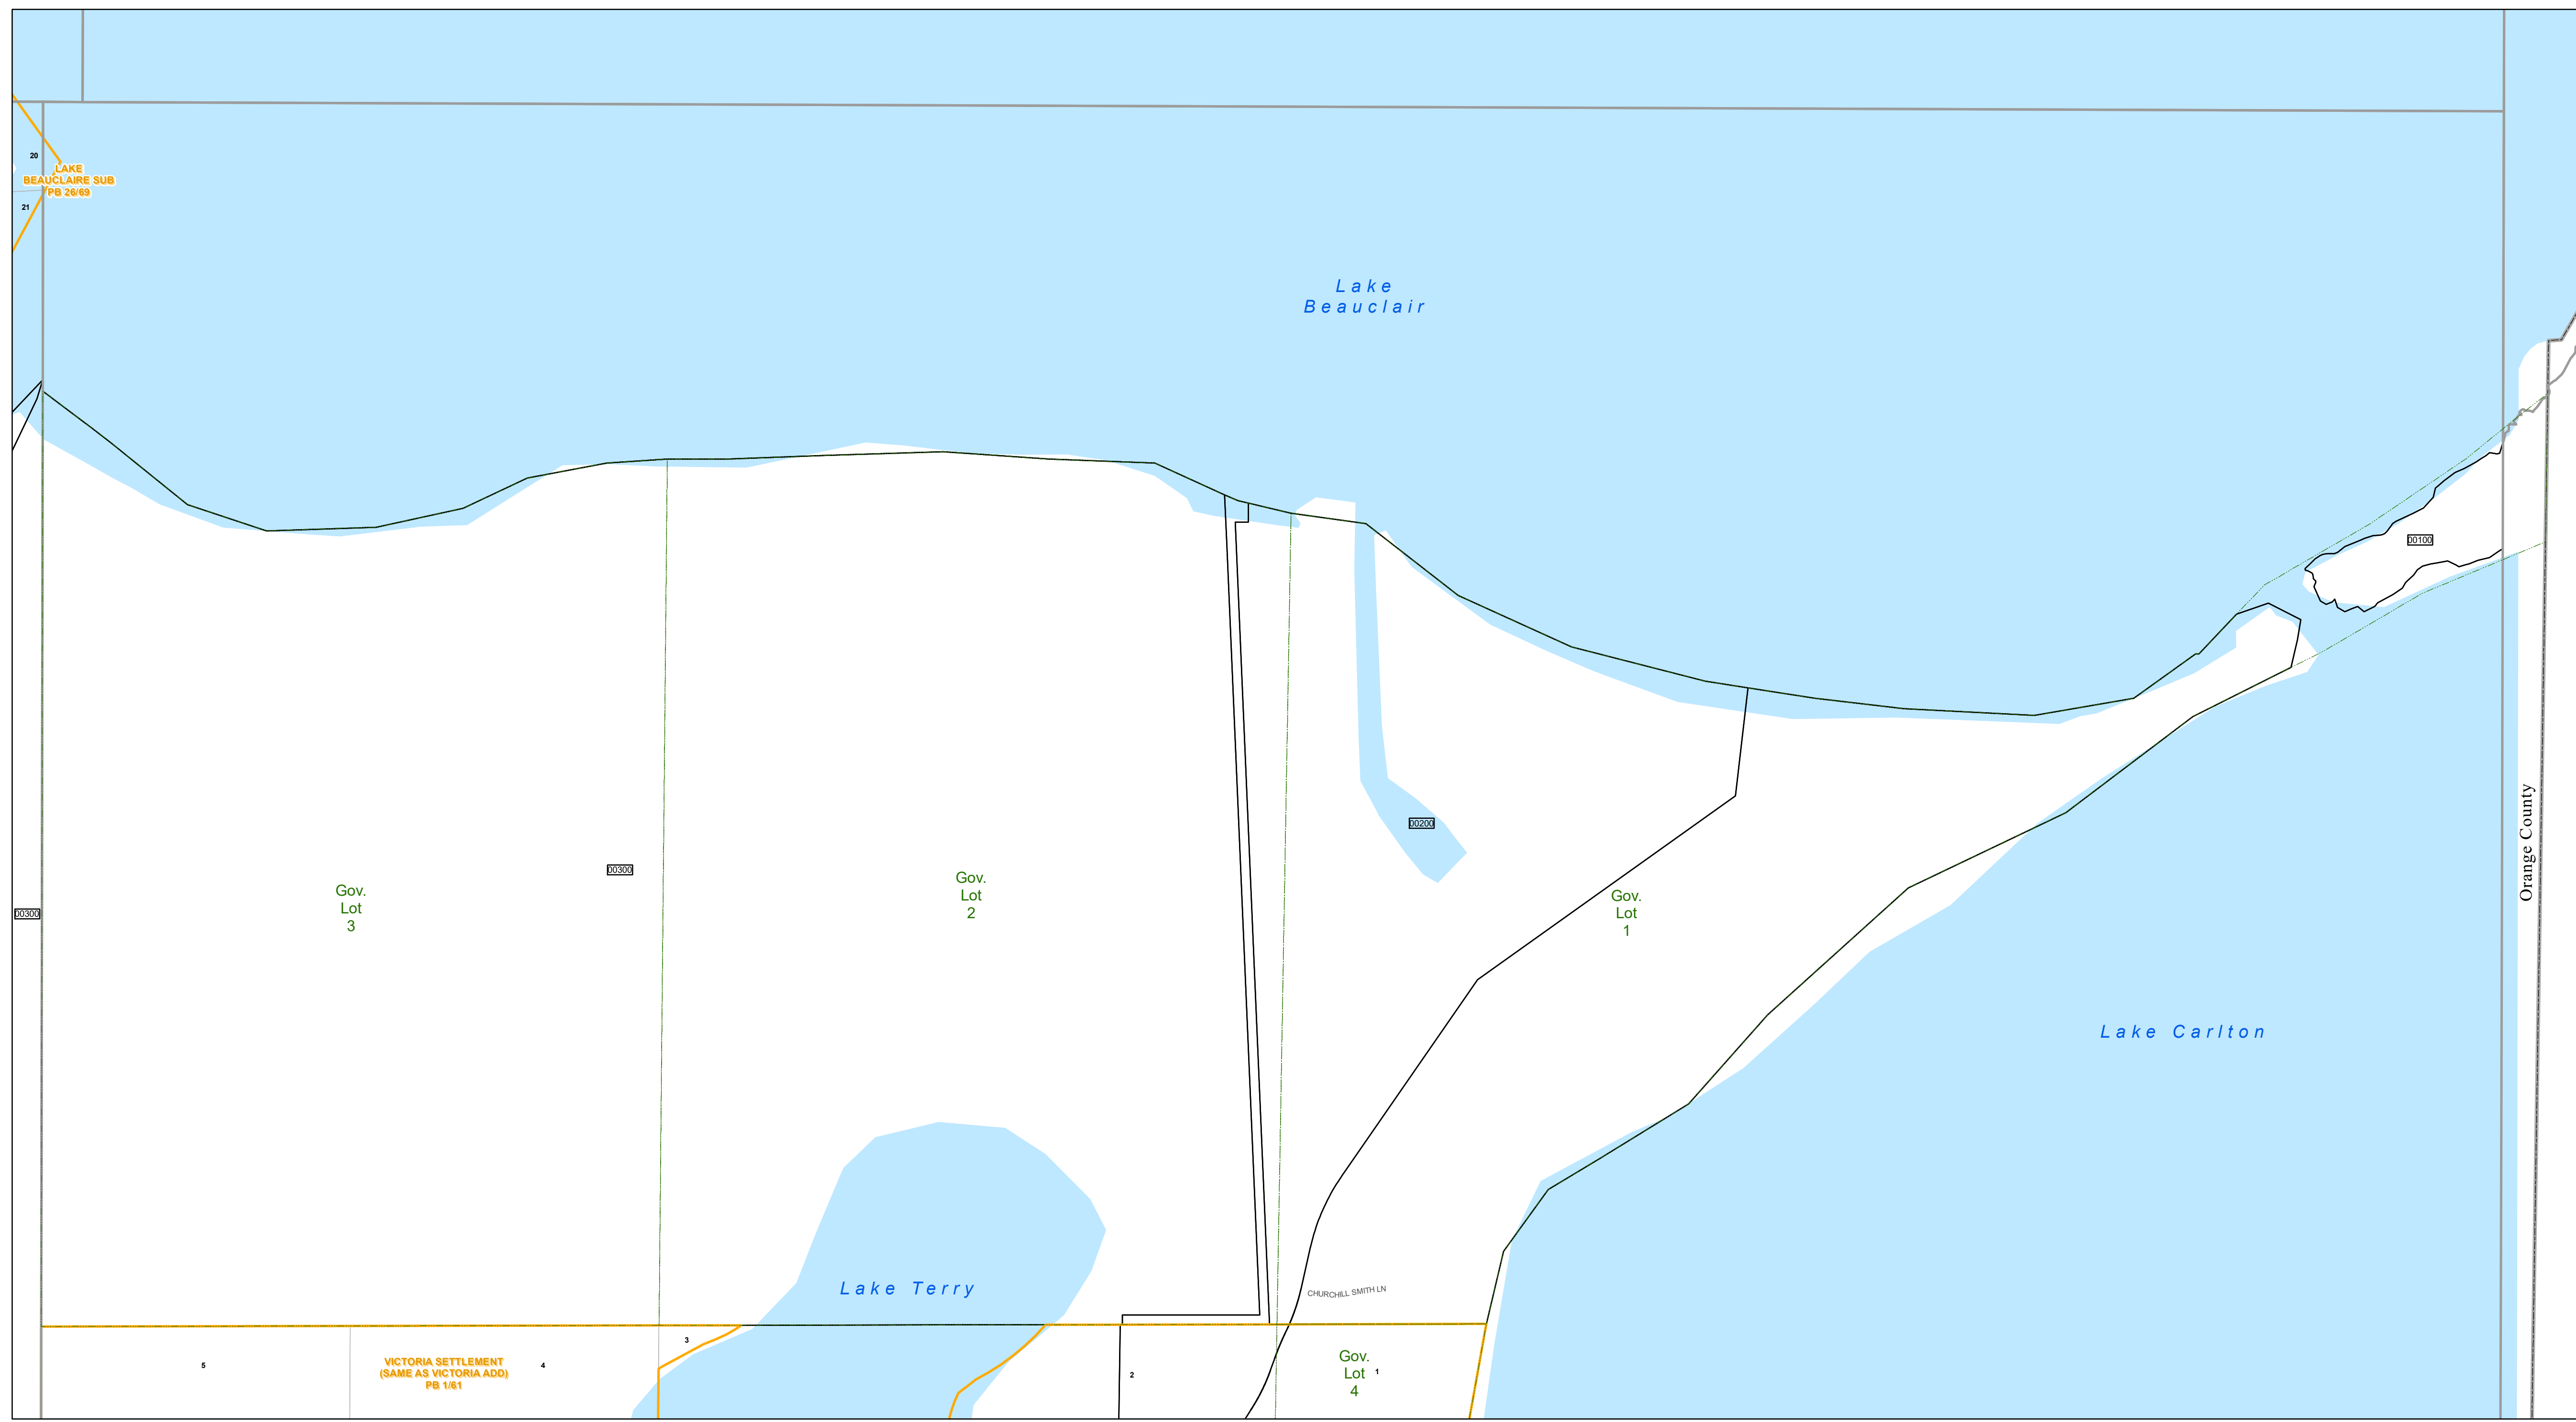 20
LAKE
BEAUCLAIRE SUB
PB 26/69
21
Lake
Beauclair
00100
Orange County
00200
00300
00300
Gov.
Lot
3
Gov.
Lot
2
Gov.
Lot
1
Lake Carlton
Lake Terry
CHURCHILL SMITH LN
3
5
VICTORIA SETTLEMENT
(SAME AS VICTORIA ADD)
PB 1/61
4
2
Gov.
Lot
4
1